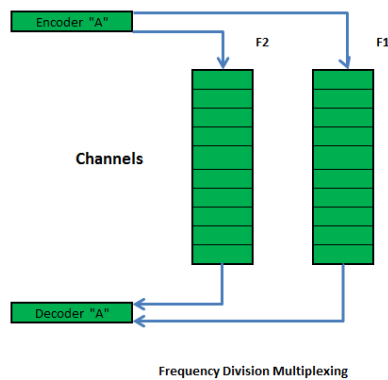 Encoder "A"
F2
F1
Channels
Decoder "A"
Frequency Division Multiplexing